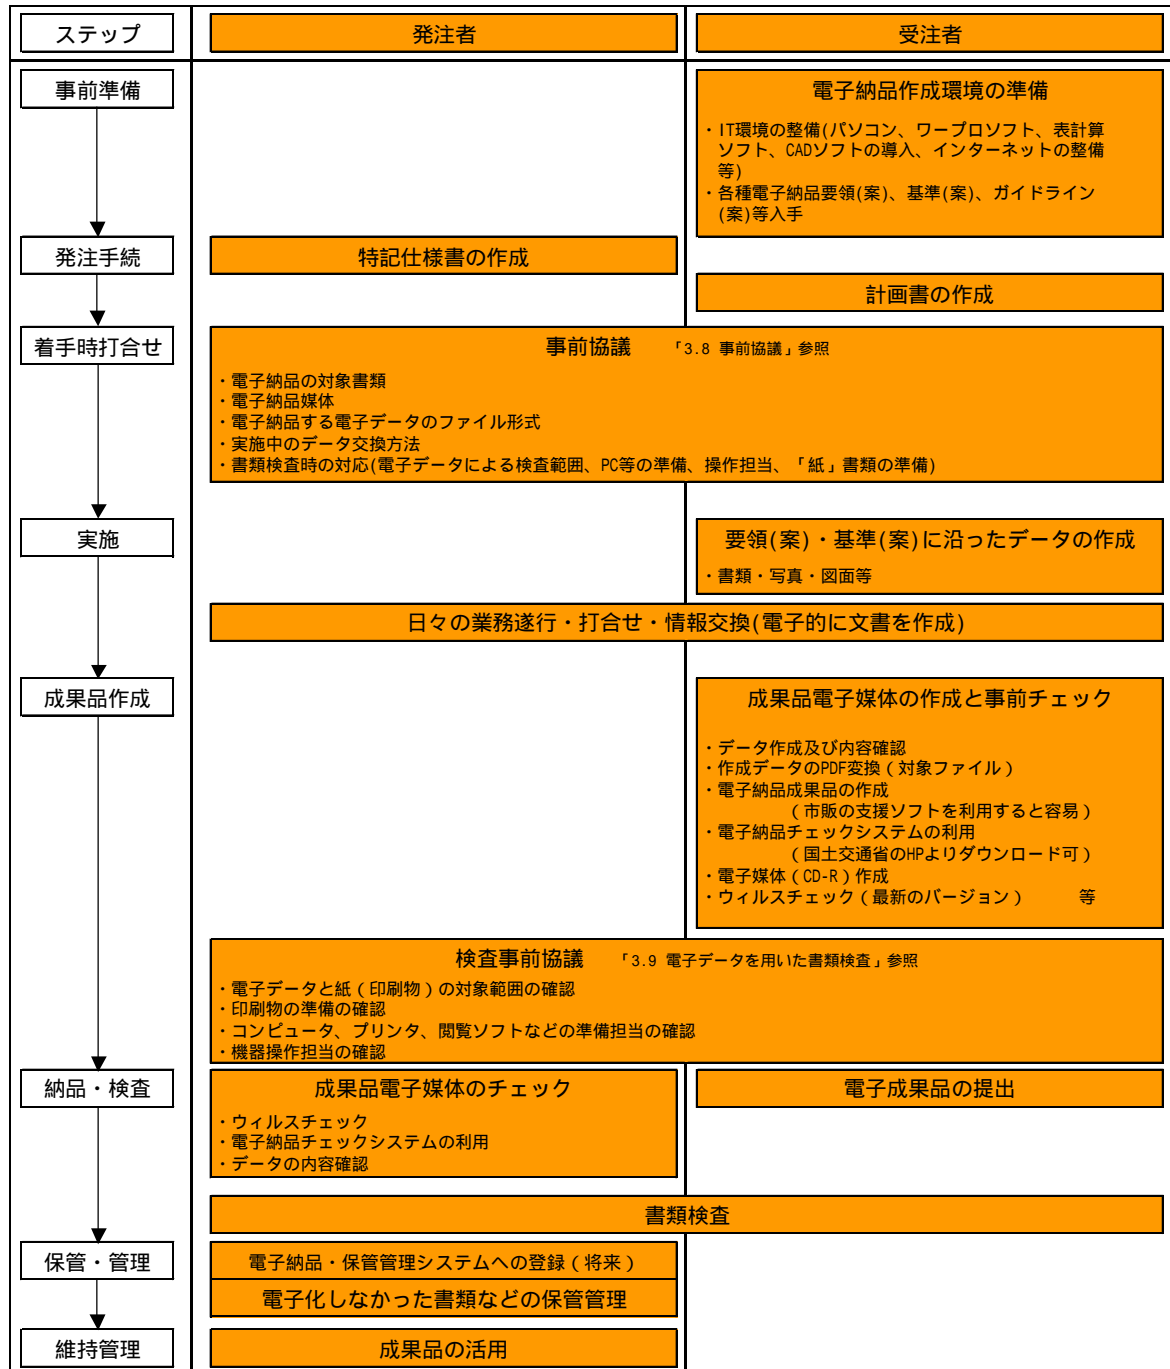 ステップ
発注者
受注者
事前準備
電子納品作成環境の準備
・IT環境の整備(パソコン、ワープロソフト、表計算
ソフト、CADソフトの導入、インターネットの整備
等)
・各種電子納品要領(案)、基準(案)、ガイドライン
(案)等入手
発注手続
特記仕様書の作成
計画書の作成
着手時打合せ
事前協議 「3.8 事前協議」参照
・電子納品の対象書類
・電子納品媒体
・電子納品する電子データのファイル形式
・実施中のデータ交換方法
・書類検査時の対応(電子データによる検査範囲、PC等の準備、操作担当、「紙」書類の準備)
実施
要領(案)・基準(案)に沿ったデータの作成
・書類・写真・図面等
日々の業務遂行・打合せ・情報交換(電子的に文書を作成)
成果品作成
成果品電子媒体の作成と事前チェック
・データ作成及び内容確認
・作成データのPDF変換(対象ファイル)
・電子納品成果品の作成
(市販の支援ソフトを利用すると容易)
・電子納品チェックシステムの利用
(国土交通省のHPよりダウンロード可)
・電子媒体(CD-R)作成
・ウィルスチェック(最新のバージョン) 等
検査事前協議 「3.9 電子データを用いた書類検査」参照
・電子データと紙(印刷物)の対象範囲の確認
・印刷物の準備の確認
・コンピュータ、プリンタ、閲覧ソフトなどの準備担当の確認
・機器操作担当の確認
納品・検査
成果品電子媒体のチェック
・ウィルスチェック
・電子納品チェックシステムの利用
・データの内容確認
電子成果品の提出
書類検査
保管・管理
電子納品・保管管理システムへの登録(将来)
電子化しなかった書類などの保管管理
維持管理
成果品の活用